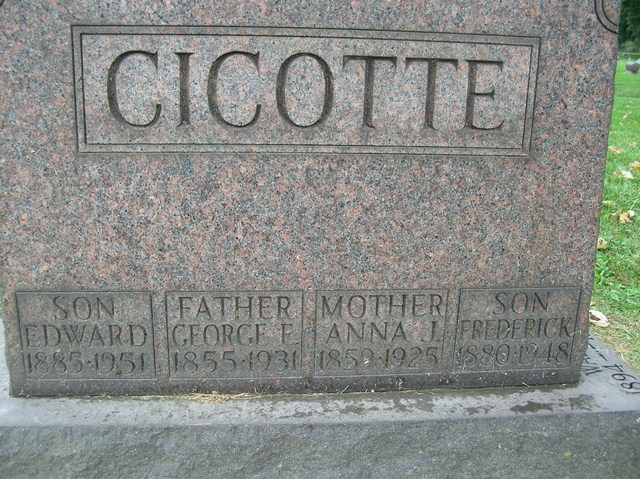 CICOTTE
SON
EDWARD
1885·1951
FATHER
GEORGE E.
1855·1931
MOTHER
ANNA J.
1859·1925
SON
FREDERICK
1880·1948